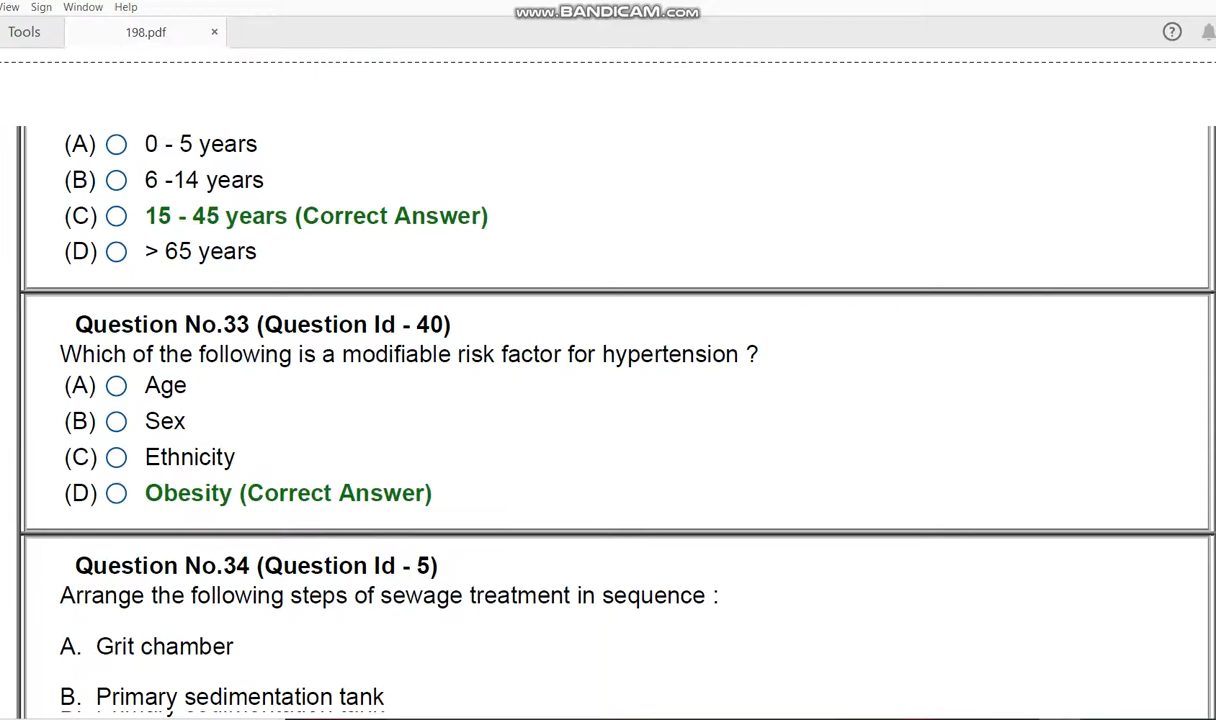 View Sign Window Help
www.BANDICAM.com
Tools 198.pdf × ?
(A) 0 - 5 years
(B) 6 -14 years
(C) 15 - 45 years (Correct Answer)
(D) > 65 years
Question No.33 (Question Id - 40)
Which of the following is a modifiable risk factor for hypertension ?
(A) Age
(B) Sex
(C) Ethnicity
(D) Obesity (Correct Answer)
Question No.34 (Question Id - 5)
Arrange the following steps of sewage treatment in sequence :
A. Grit chamber
B. Primary sedimentation tank